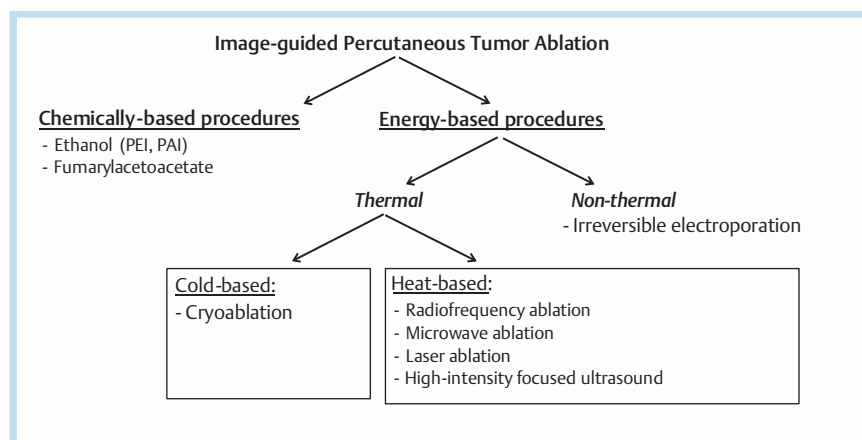 Image-guided Percutaneous Tumor Ablation
Chemically-based procedures
- Ethanol (PEI, PAI)
- Fumarylacetoacetate
Energy-based procedures
Thermal
Non-thermal
- Irreversible electroporation
Cold-based:
- Cryoablation
Heat-based:
- Radiofrequency ablation
- Microwave ablation
- Laser ablation
- High-intensity focused ultrasound